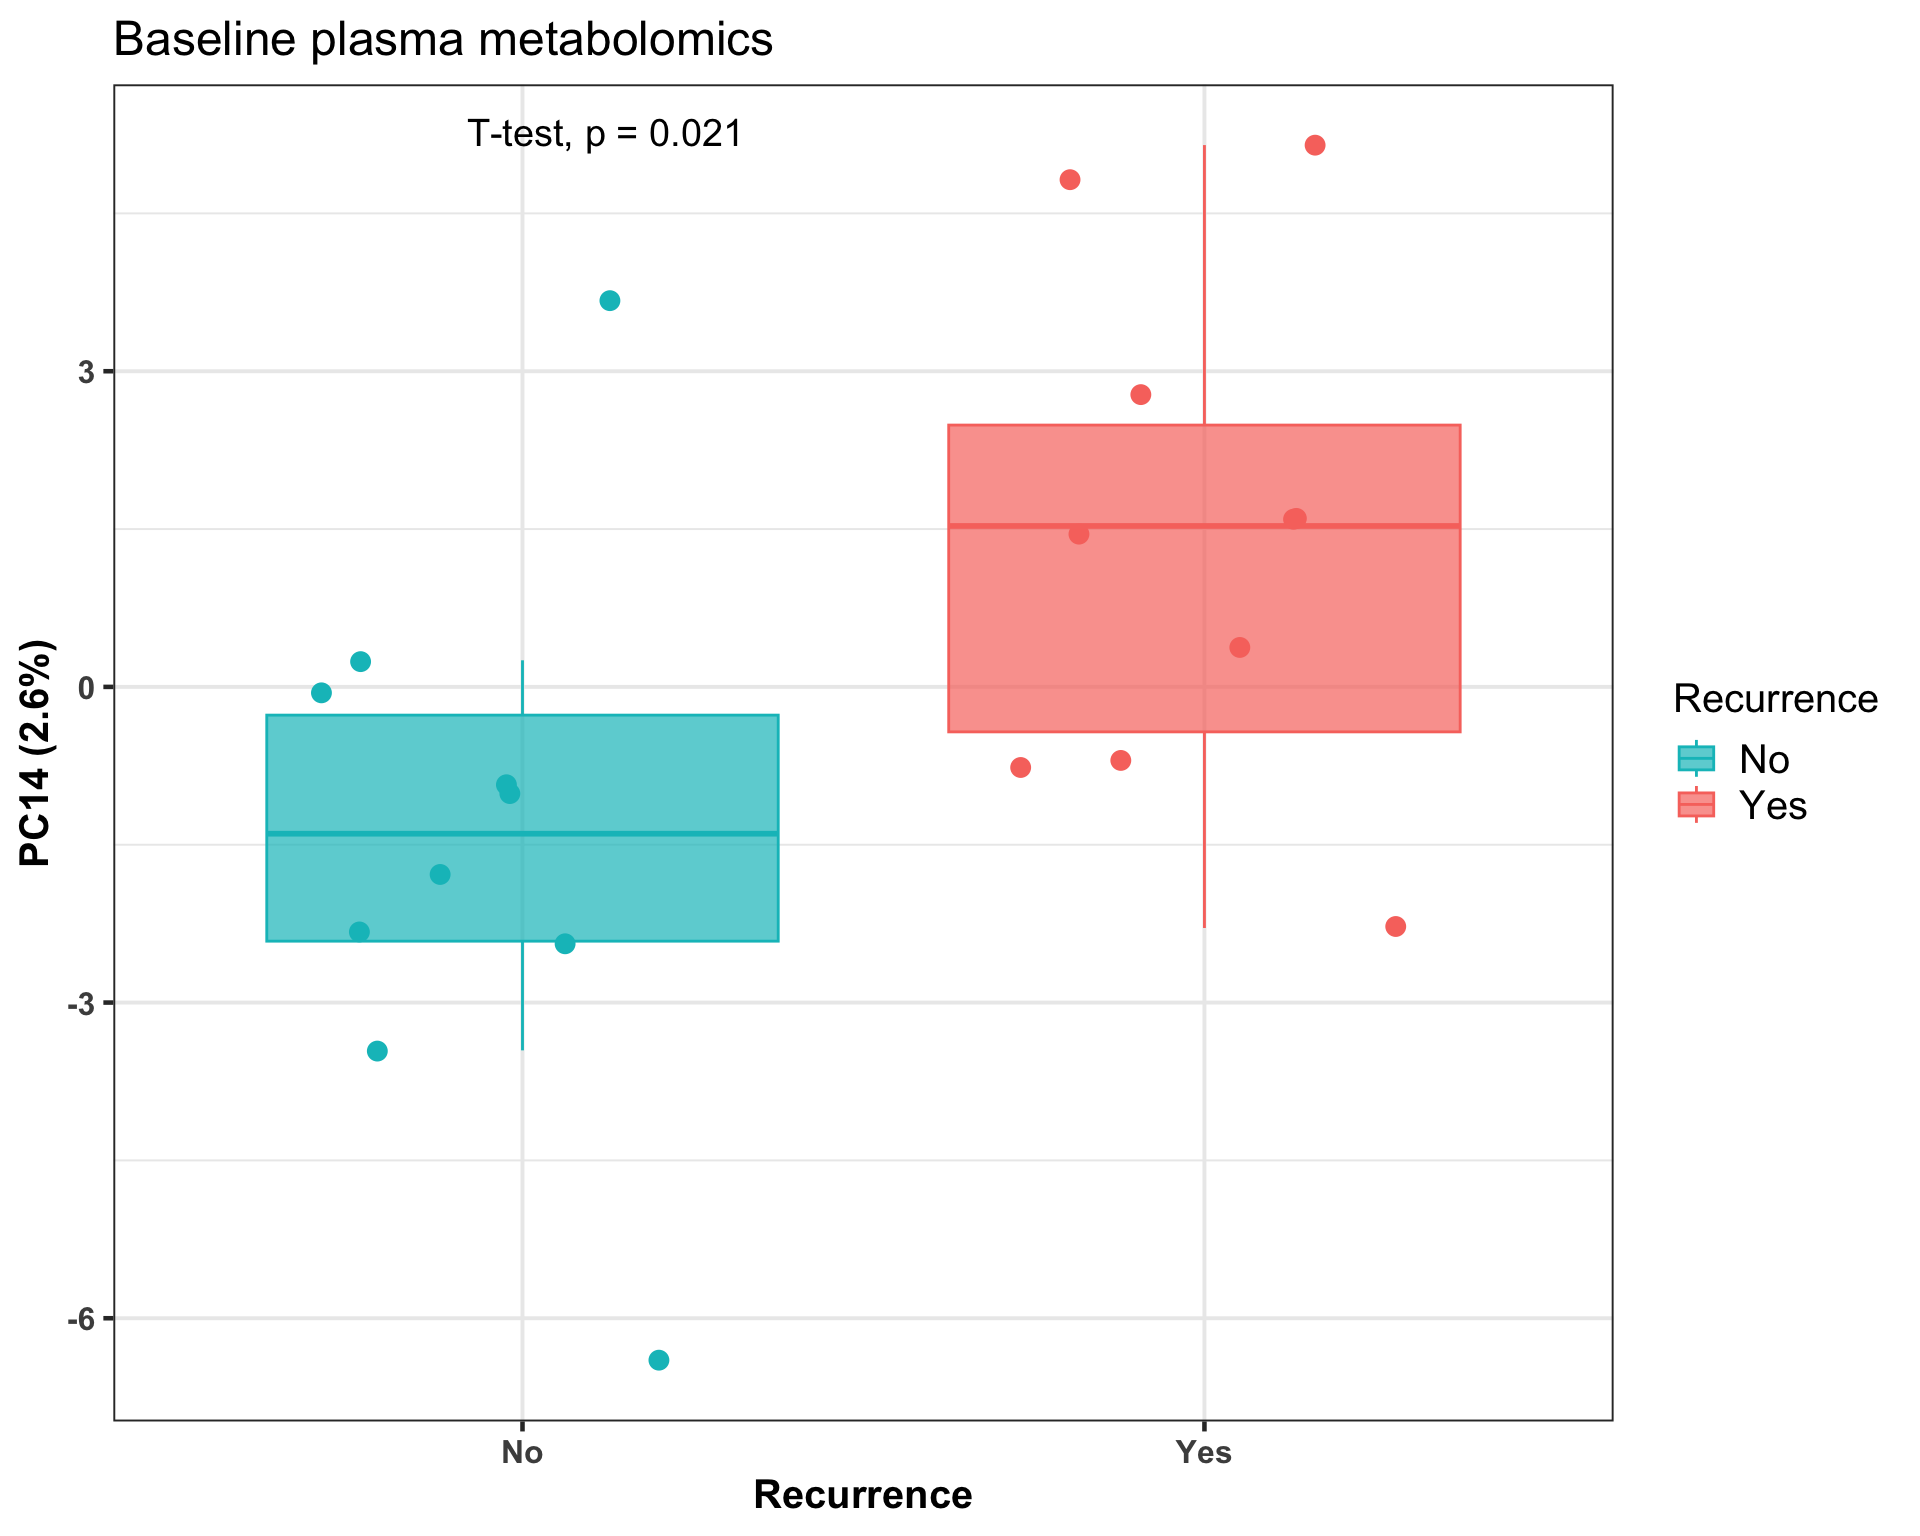 Baseline plasma metabolomics
T-test, p = 0.021
3
0
-3
-6
PC14 (2.6%)
No
Yes
Recurrence
Recurrence
No
Yes